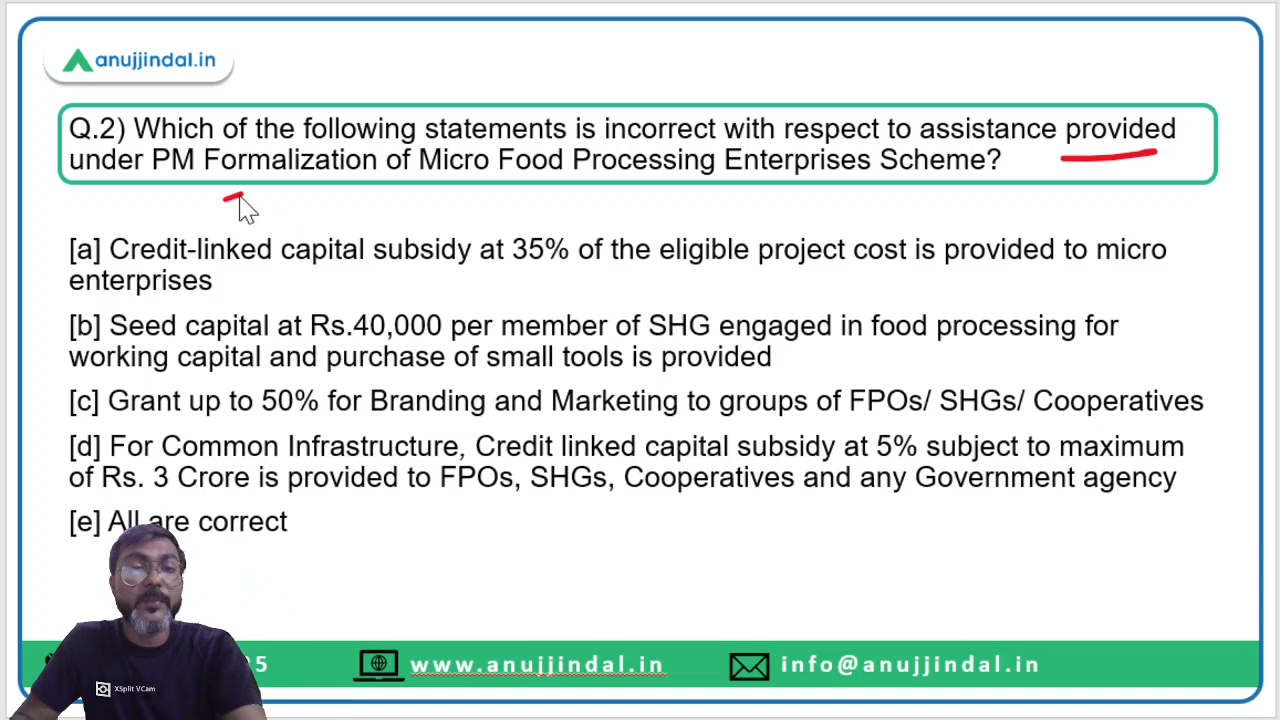 anujjindal.in
Q.2) Which of the following statements is incorrect with respect to assistance provided
under PM Formalization of Micro Food Processing Enterprises Scheme?
[a] Credit-linked capital subsidy at 35% of the eligible project cost is provided to micro
enterprises
[b] Seed capital at Rs.40,000 per member of SHG engaged in food processing for
working capital and purchase of small tools is provided
[c] Grant up to 50% for Branding and Marketing to groups of FPOs/ SHGs/ Cooperatives
[d] For Common Infrastructure, Credit linked capital subsidy at 5% subject to maximum
of Rs. 3 Crore is provided to FPOs, SHGs, Cooperatives and any Government agency
[e] All are correct
5 www.anujjindal.in info@anujjindal.in
XSplit VCam